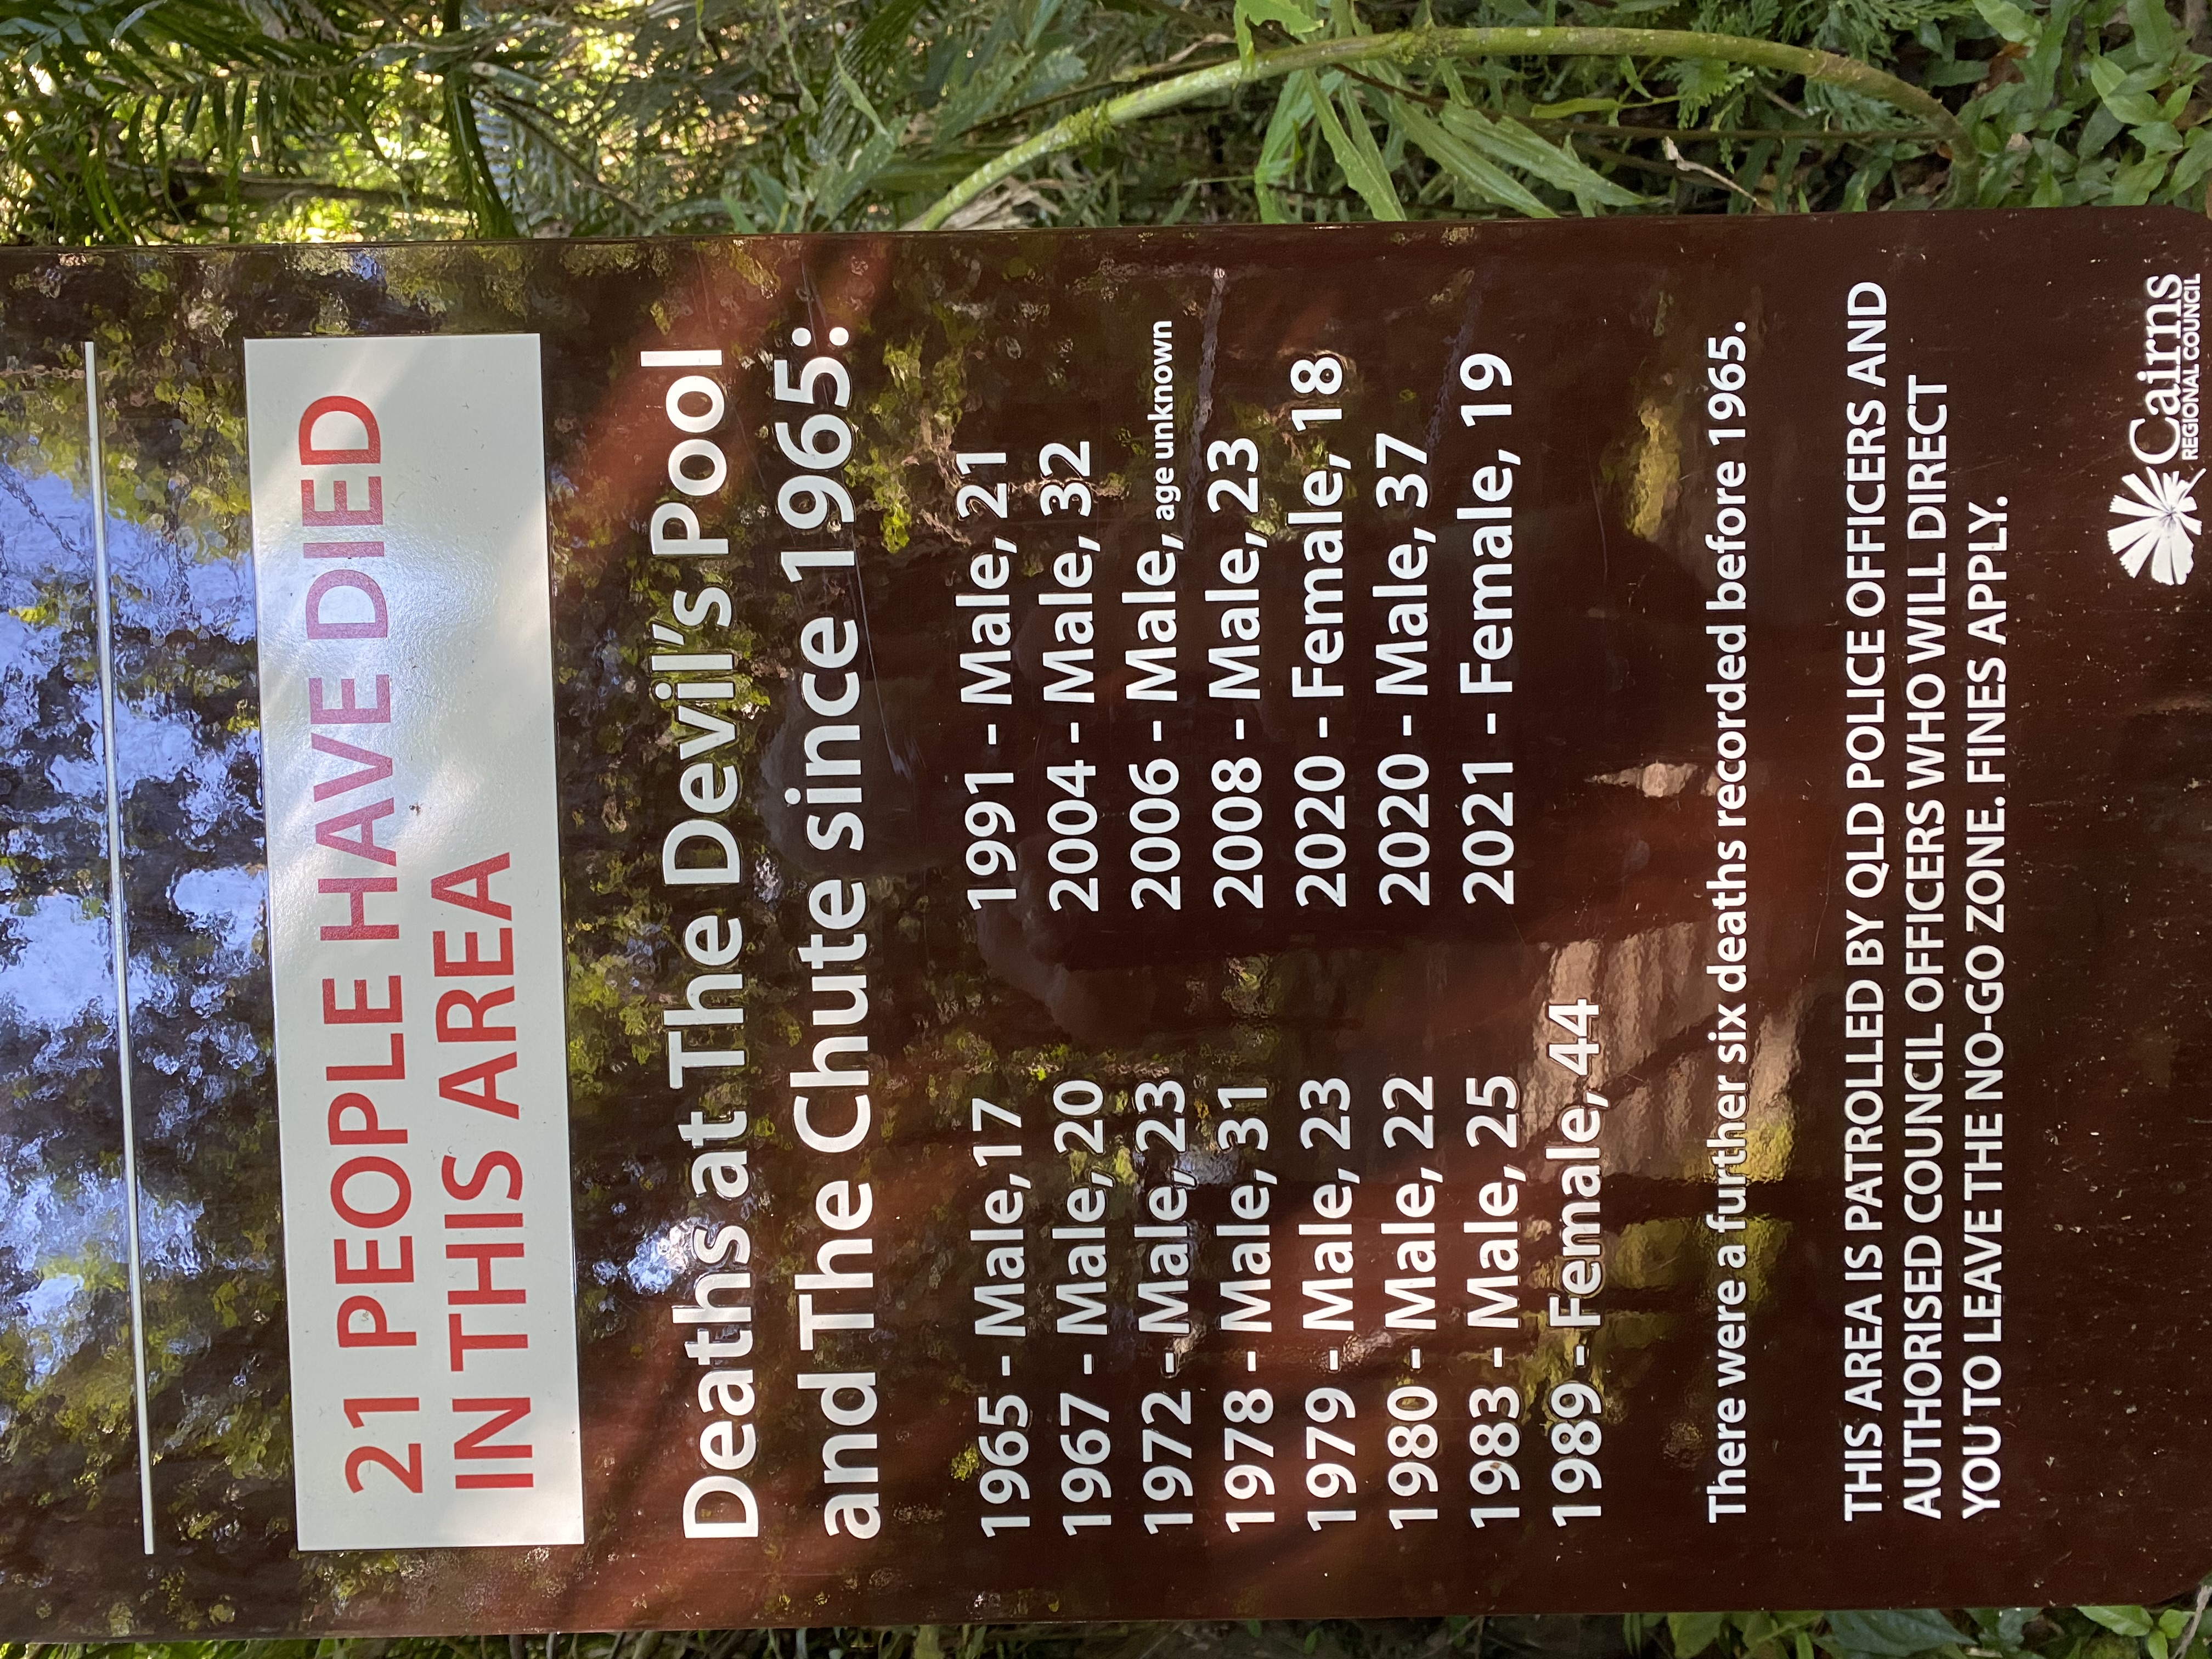 21 PEOPLE HAVE DIED
IN THIS AREA
Deaths at The Devil's Pool
and The Chute since 1965:
1965 - Male,17
1967 - Male, 20
1972 - Male, 23
1978 - Male, 31
1979 - Male, 23
1980 - Male, 22
1983 - Male, 25
1989 - Female, 44
1991 - Male, 21
2004 - Male, 32
2006 - Male, age unknown
2008 - Male, 23
2020 - Female, 18
2020 - Male, 37
2021 - Female, 19
There were a further six deaths recorded before 1965.
THIS AREA IS PATROLLED BY QLD POLICE OFFICERS AND
AUTHORISED COUNCIL OFFICERS WHO WILL DIRECT
YOU TO LEAVE THE NO-GO ZONE. FINES APPLY.
Cairns
REGIONAL COUNCIL